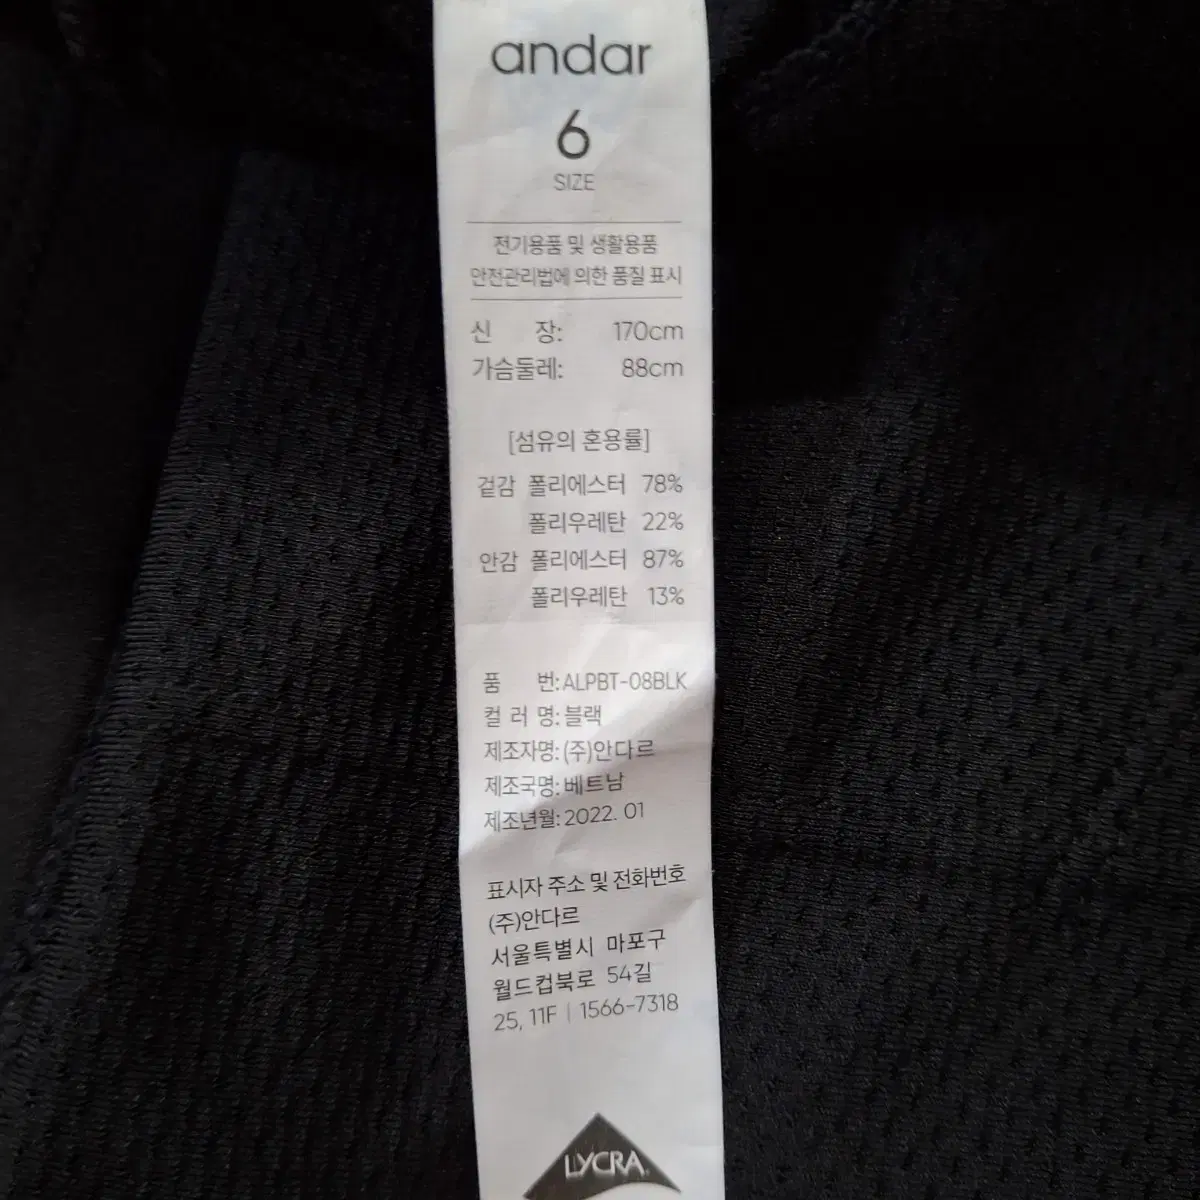 andar
6
SIZE
전기용품 및 생활용품
안전관리법에 의한 품질 표시
신 장: 170cm
가슴둘레: 88cm
[섬유의 혼용률]
겉감 폴리에스터 78%
폴리우레탄 22%
안감 폴리에스터 87%
폴리우레탄 13%
품 번: ALPBT-08BLK
컬 러 명: 블랙
제조자명: (주)안다르
제조국명: 베트남
제조년월: 2022. 01
표시자 주소 및 전화번호
(주)안다르
서울특별시 마포구
월드컵북로 54길
25, 11F | 1566-7318
LYCRA